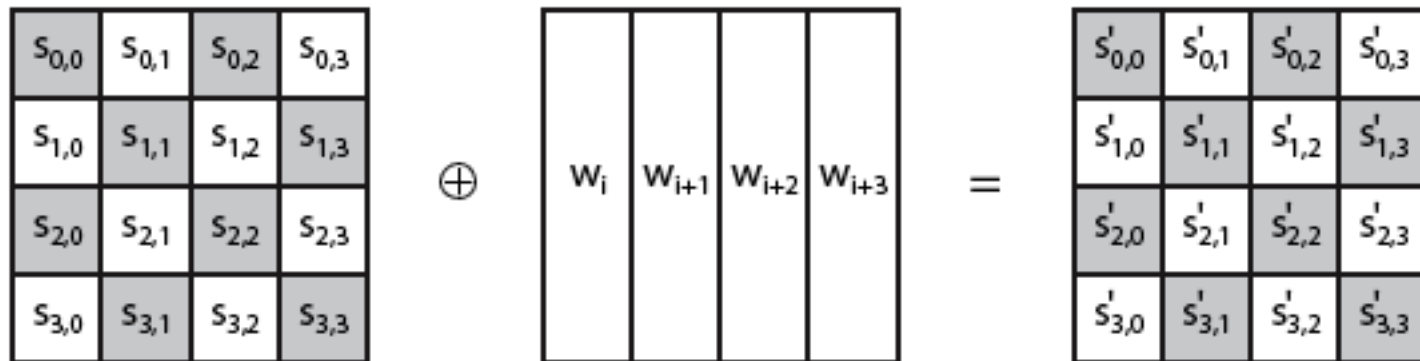 s0,0 s0,1 s0,2 s0,3 s'0,0 s'0,1 s'0,2 s'0,3
s1,0 s1,1 s1,2 s1,3 s'1,0 s'1,1 s'1,2 s'1,3
⊕ wi wi+1 wi+2 wi+3 =
s2,0 s2,1 s2,2 s2,3 s'2,0 s'2,1 s'2,2 s'2,3
s3,0 s3,1 s3,2 s3,3 s'3,0 s'3,1 s'3,2 s'3,3